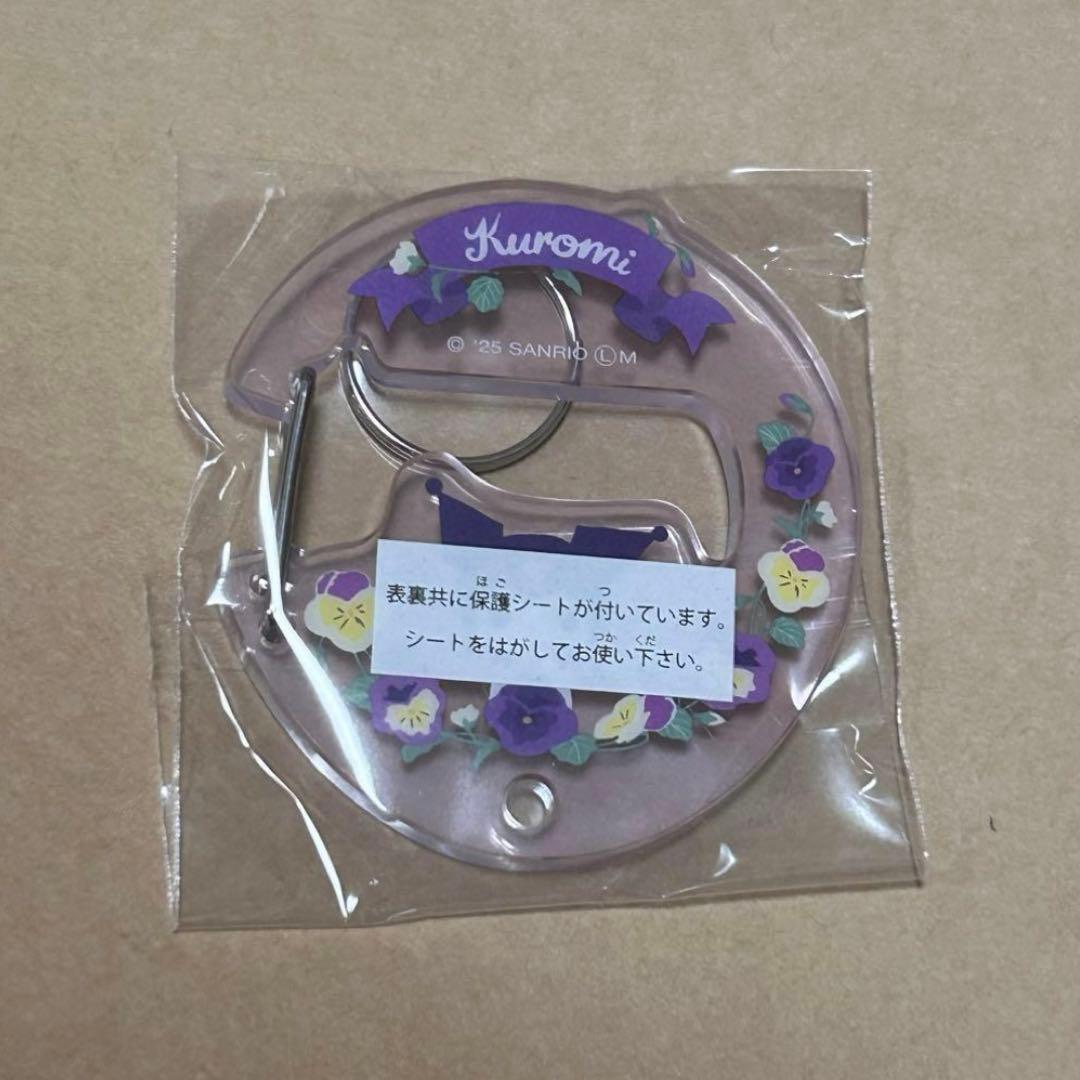 Kuromi
© '25 SANRIO Ⓛ M
表裏共に保護シートが付いています。
シートをはがしてお使い下さい。